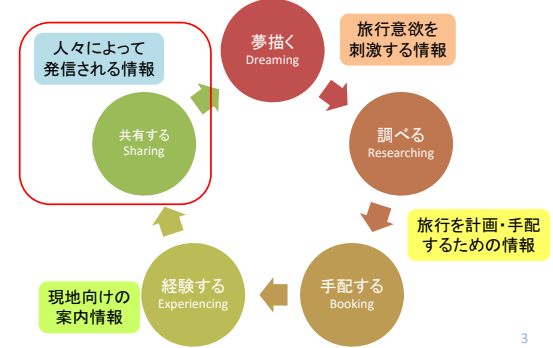 人々によって
発信される情報
夢描く
Dreaming
旅行意欲を
刺激する情報
共有する
Sharing
調べる
Researching
旅行を計画・手配
するための情報
経験する
Experiencing
手配する
Booking
現地向けの
案内情報
3